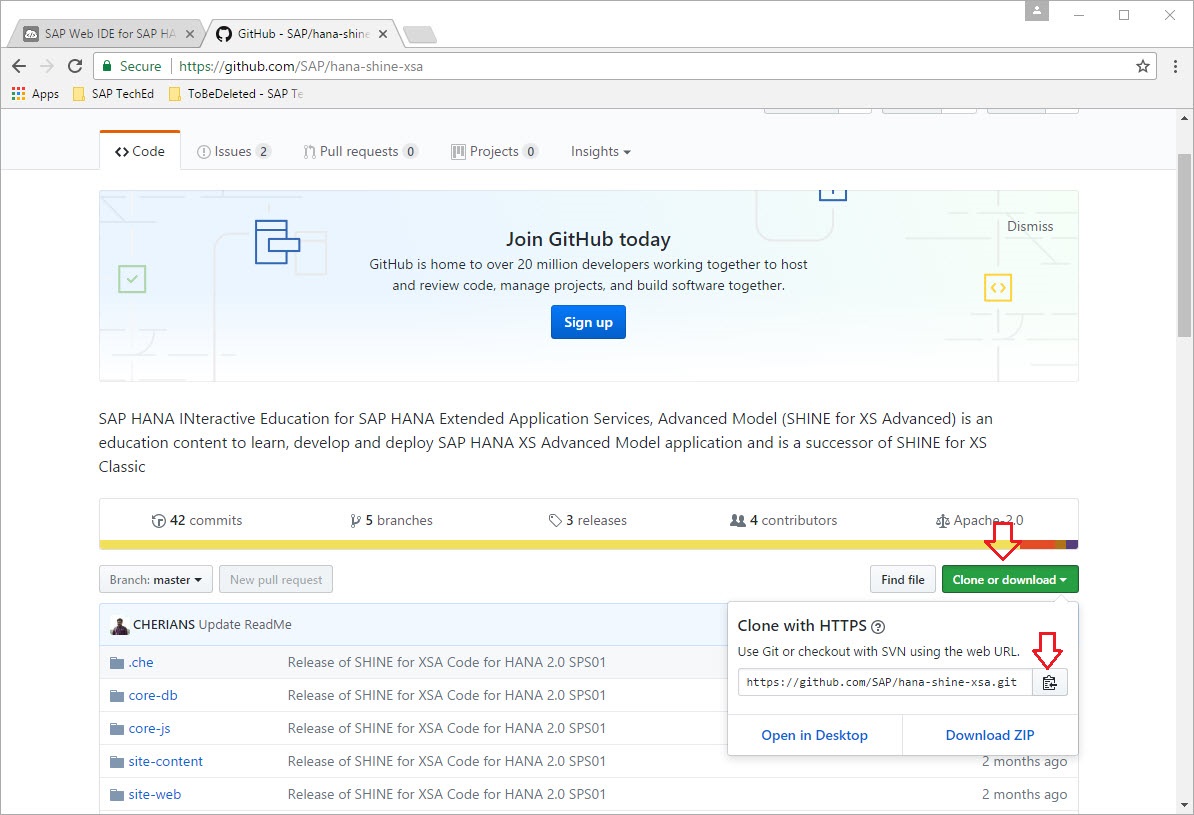 SAP Web IDE for SAP HA
GitHub - SAP/hana-shine
Secure https://github.com/SAP/hana-shine-xsa
Apps SAP TechEd ToBeDeleted - SAP Te
Code Issues 2 Pull requests 0 Projects 0 Insights
Dismiss
Join GitHub today
GitHub is home to over 20 million developers working together to host
and review code, manage projects, and build software together.
Sign up
SAP HANA INteractive Education for SAP HANA Extended Application Services, Advanced Model (SHINE for XS Advanced) is an
education content to learn, develop and deploy SAP HANA XS Advanced Model application and is a successor of SHINE for XS
Classic
42 commits 5 branches 3 releases 4 contributors Apache-2.0
Branch: master New pull request Find file Clone or download
CHERIANS Update ReadMe
.che Release of SHINE for XSA Code for HANA 2.0 SPS01
core-db Release of SHINE for XSA Code for HANA 2.0 SPS01
core-js Release of SHINE for XSA Code for HANA 2.0 SPS01
site-content Release of SHINE for XSA Code for HANA 2.0 SPS01 2 months ago
site-web Release of SHINE for XSA Code for HANA 2.0 SPS01 2 months ago
Clone with HTTPS
Use Git or checkout with SVN using the web URL.
https://github.com/SAP/hana-shine-xsa.git
Open in Desktop Download ZIP